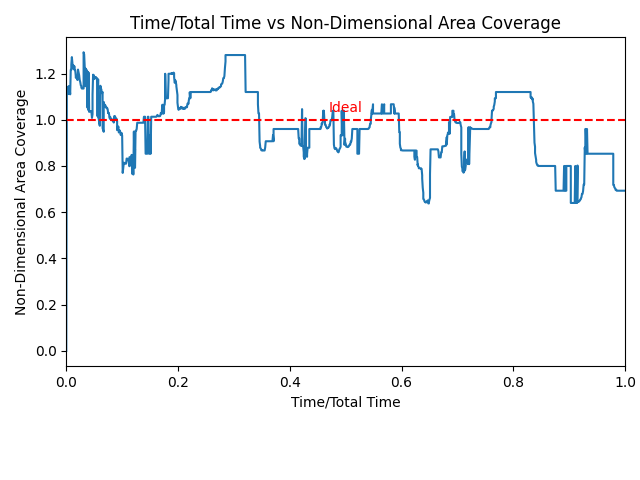 Time/Total Time vs Non-Dimensional Area Coverage
Non-Dimensional Area Coverage
1.2
1.0
0.8
0.6
0.4
0.2
0.0
Ideal
0.0 0.2 0.4 0.6 0.8 1.0
Time/Total Time